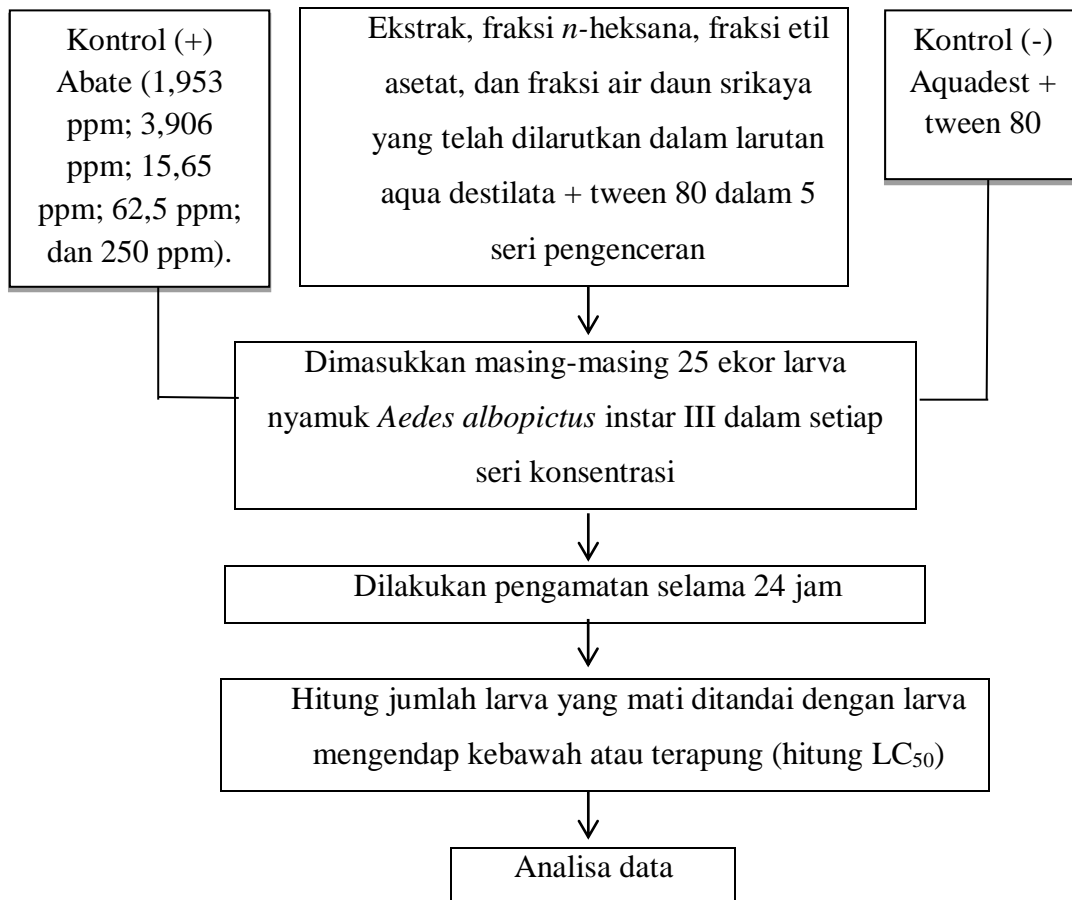 Kontrol (+)
Abate (1,953
ppm; 3,906
ppm; 15,65
ppm; 62,5 ppm;
dan 250 ppm).
Ekstrak, fraksi n-heksana, fraksi etil
asetat, dan fraksi air daun srikaya
yang telah dilarutkan dalam larutan
aqua destilata + tween 80 dalam 5
seri pengenceran
Kontrol (-)
Aquadest +
tween 80
Dimasukkan masing-masing 25 ekor larva
nyamuk Aedes albopictus instar III dalam setiap
seri konsentrasi
Dilakukan pengamatan selama 24 jam
Hitung jumlah larva yang mati ditandai dengan larva
mengendap kebawah atau terapung (hitung LC₅₀)
Analisa data